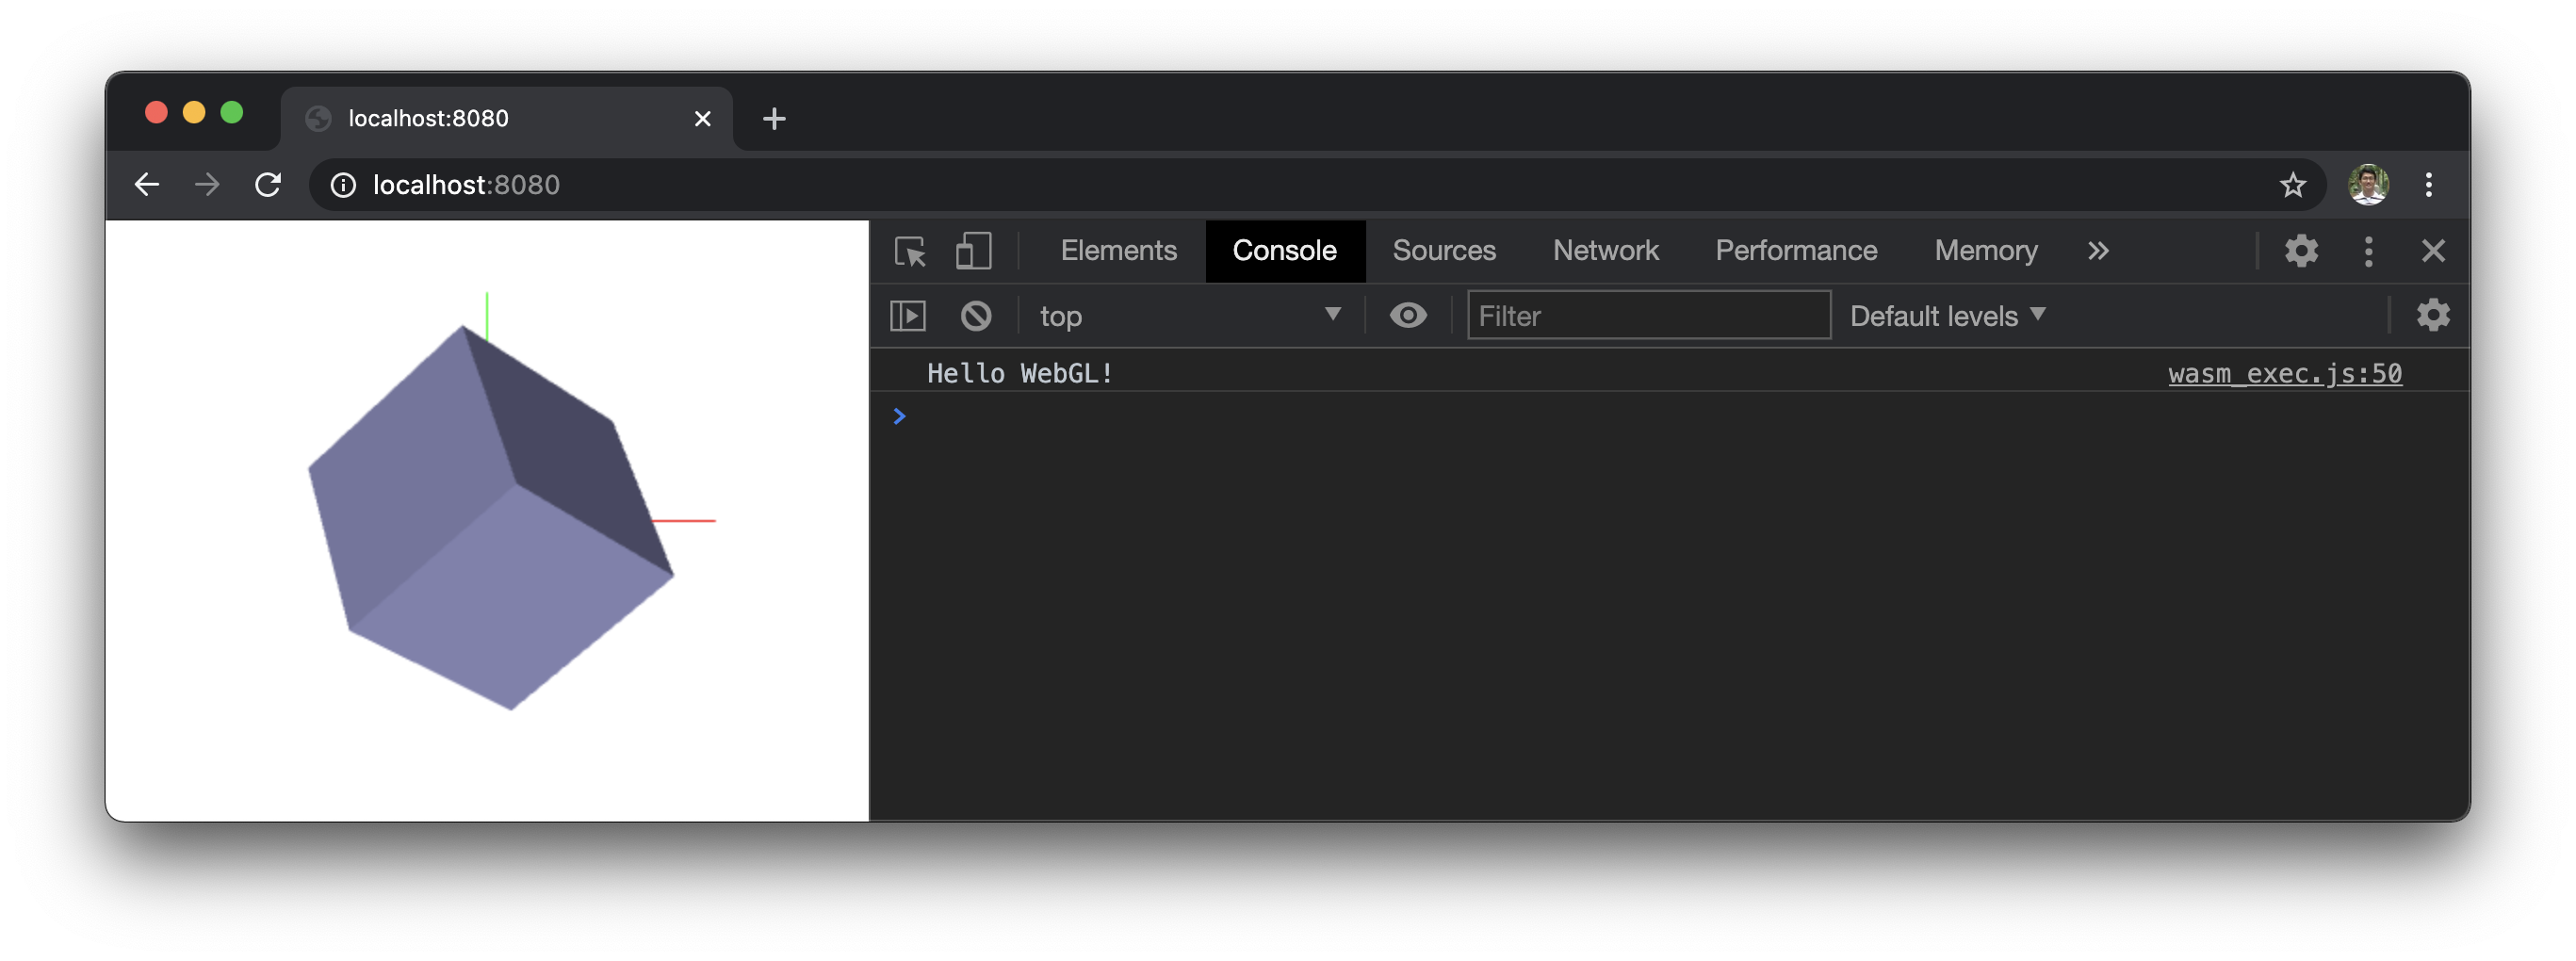 localhost:8080
localhost:8080
Elements Console Sources Network Performance Memory
top Filter Default levels
Hello WebGL! wasm_exec.js:50